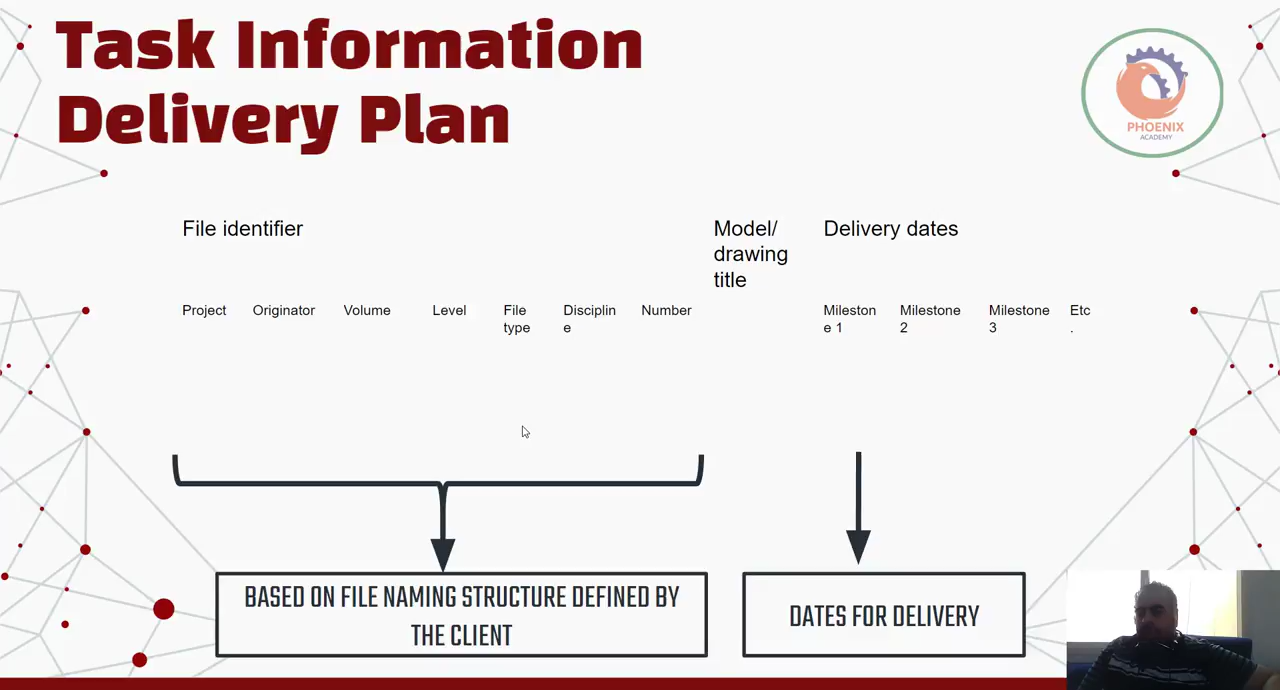 Task Information
Delivery Plan
PHOENIX
ACADEMY
File identifier
Model/
drawing
title
Delivery dates
Project
Originator
Volume
Level
File
type
Disciplin
e
Number
Mileston
e 1
Milestone
2
Milestone
3
Etc
.
BASED ON FILE NAMING STRUCTURE DEFINED BY
THE CLIENT
DATES FOR DELIVERY